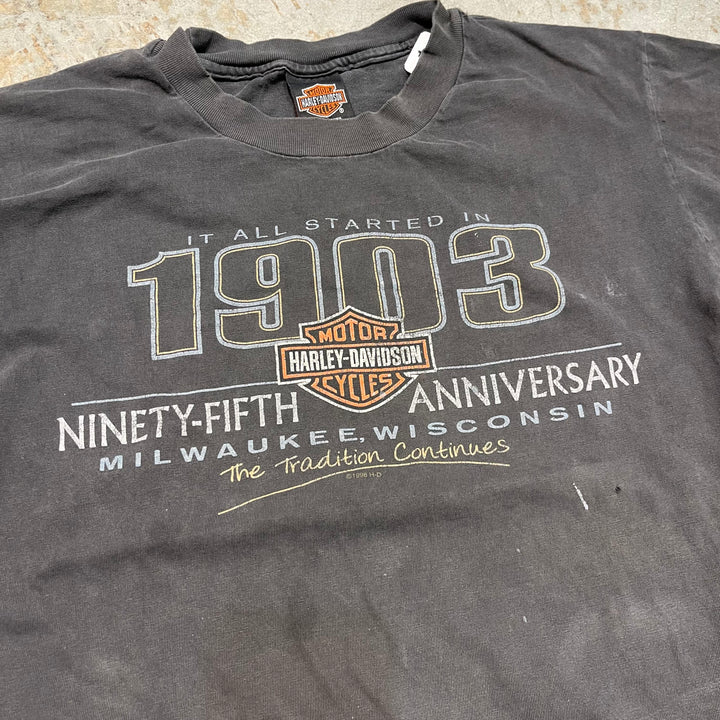 MOTOR
HARLEY-DAVIDSON
CYCLES
IT ALL STARTED IN
1903
MOTOR
HARLEY-DAVIDSON
CYCLES
NINETY-FIFTH ANNIVERSARY
MILWAUKEE, WISCONSIN
The Tradition Continues
©1996 H-D